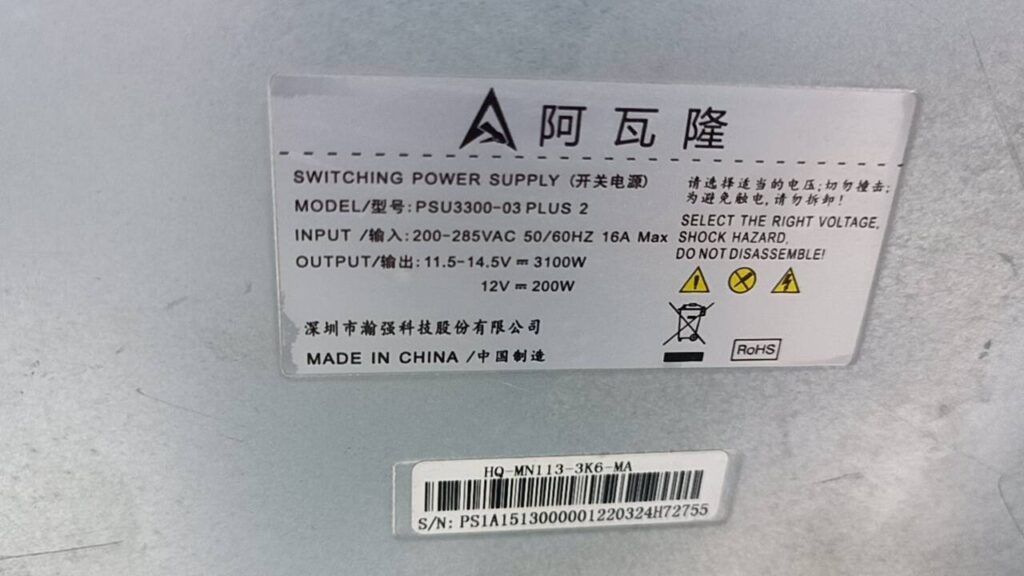 阿瓦隆
SWITCHING POWER SUPPLY (开关电源)
MODEL/型号: PSU3300-03 PLUS 2
INPUT /输入: 200-285VAC 50/60HZ 16A Max
OUTPUT/输出: 11.5-14.5V ⎓ 3100W
12V ⎓ 200W
深圳市瀚强科技股份有限公司
MADE IN CHINA /中国制造
请选择适当的电压;切勿撞击;
为避免触电,请勿拆卸!
SELECT THE RIGHT VOLTAGE,
SHOCK HAZARD,
DO NOT DISASSEMBLE!
RoHS
HQ-MN113-3K6-MA
S/N: PS1A1513000001220324H72755